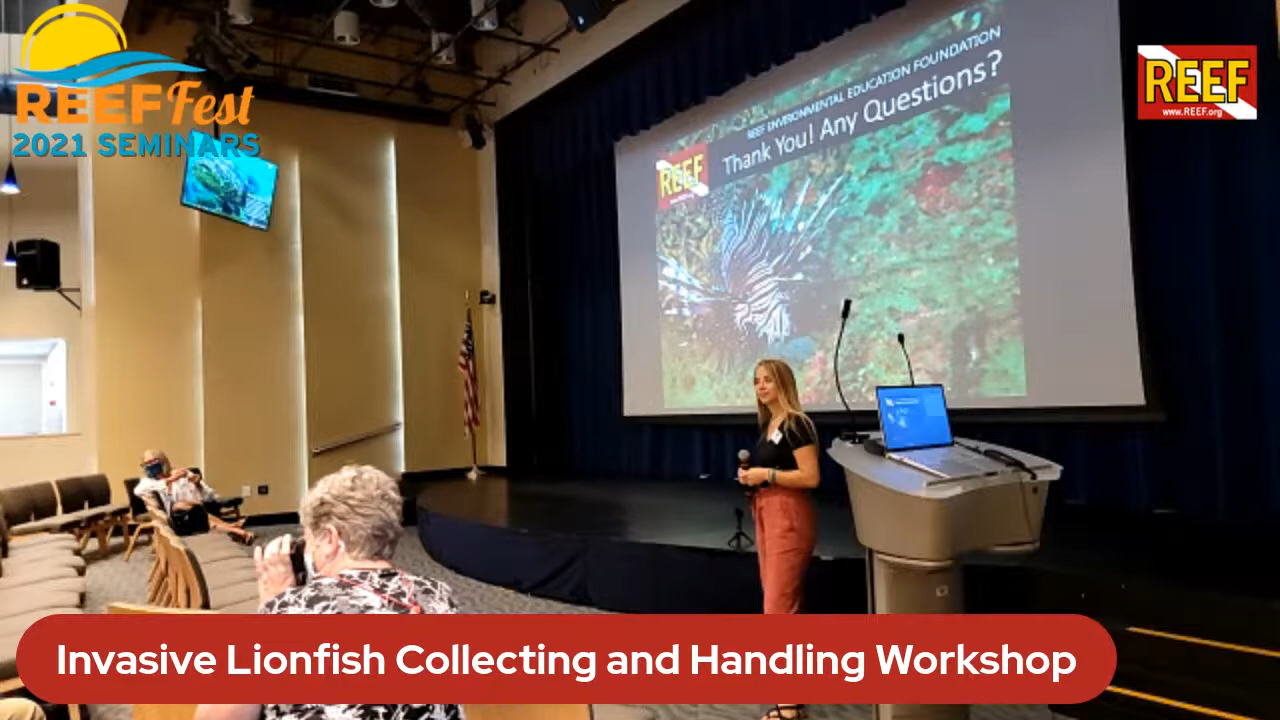 REEF Fest
2021 SEMINARS
REEF
www.REEF.org
REEF ENVIRONMENTAL EDUCATION FOUNDATION
Thank You! Any Questions?
REEF
Invasive Lionfish Collecting and Handling Workshop